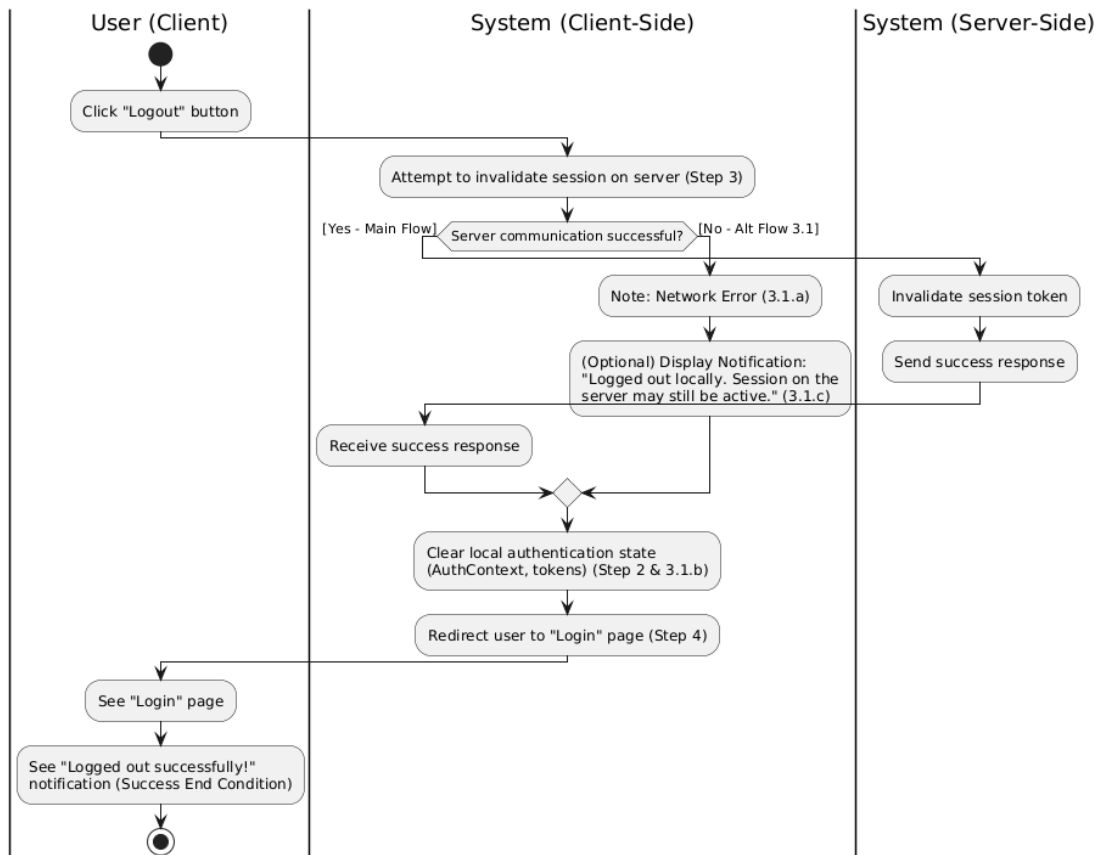 User (Client)
System (Client-Side)
System (Server-Side)
Click "Logout" button
Attempt to invalidate session on server (Step 3)
[Yes - Main Flow]
Server communication successful?
[No - Alt Flow 3.1]
Note: Network Error (3.1.a)
Invalidate session token
(Optional) Display Notification:
"Logged out locally. Session on the
server may still be active." (3.1.c)
Send success response
Receive success response
Clear local authentication state
(AuthContext, tokens) (Step 2 & 3.1.b)
Redirect user to "Login" page (Step 4)
See "Login" page
See "Logged out successfully!"
notification (Success End Condition)